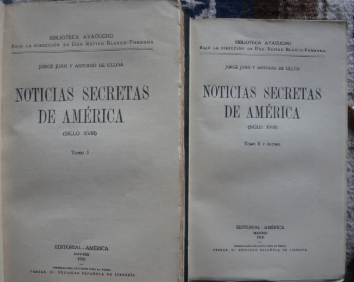 BIBLIOTECA AYACUCHO
BAJO LA DIRECCIÓN DE DON RUFINO BLANCO-FOMBONA
JORGE JUAN Y ANTONIO DE ULLOA
NOTICIAS SECRETAS
DE AMÉRICA
(SIGLO XVIII)
TOMO I
EDITORIAL-AMÉRICA
MADRID
BIBLIOTECA AYACUCHO
BAJO LA DIRECCIÓN DE DON RUFINO BLANCO-FOMBONA
JORGE JUAN Y ANTONIO DE ULLOA
NOTICIAS SECRETAS
DE AMÉRICA
(SIGLO XVIII)
TOMO II Y ÚLTIMO
EDITORIAL-AMÉRICA
MADRID